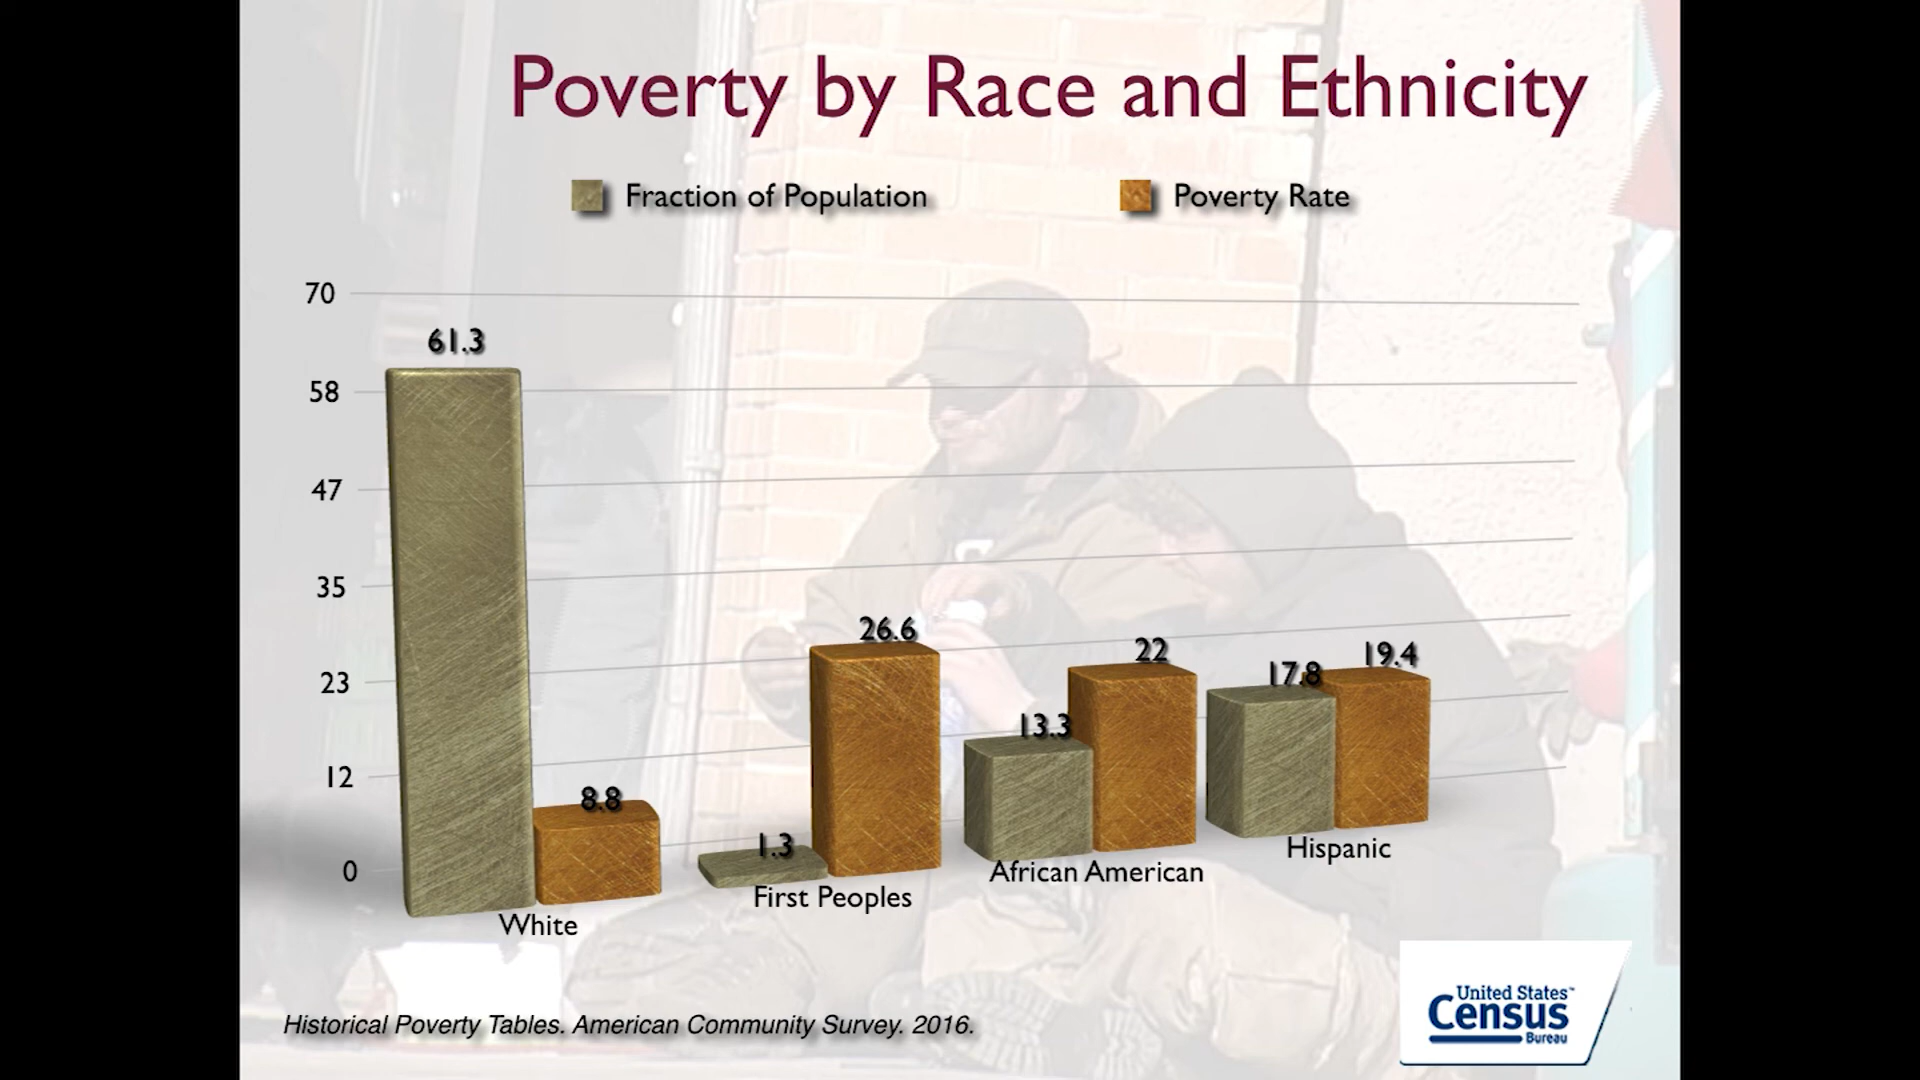 Poverty by Race and Ethnicity
Fraction of Population
Poverty Rate
70
58
47
35
23
12
0
61.3
8.8
1.3
26.6
13.3
22
17.8
19.4
White
First Peoples
African American
Hispanic
Historical Poverty Tables. American Community Survey. 2016.
United States™
Census
Bureau